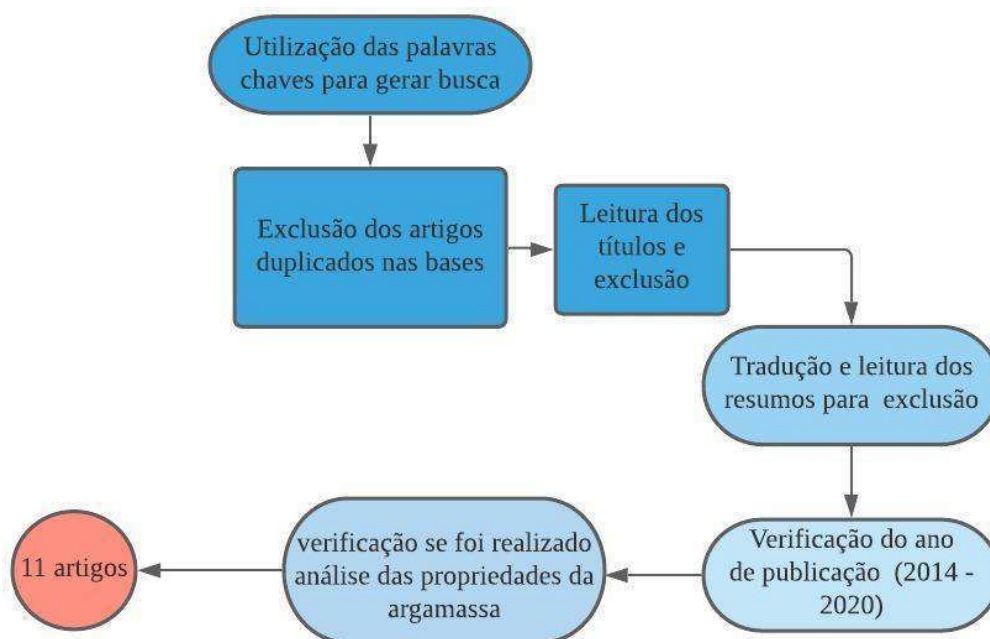 Utilização das palavras
chaves para gerar busca
Exclusão dos artigos
duplicados nas bases
Leitura dos
títulos e
exclusão
Tradução e leitura dos
resumos para exclusão
Verificação do ano
de publicação (2014 -
2020)
verificação se foi realizado
análise das propriedades da
argamassa
11 artigos